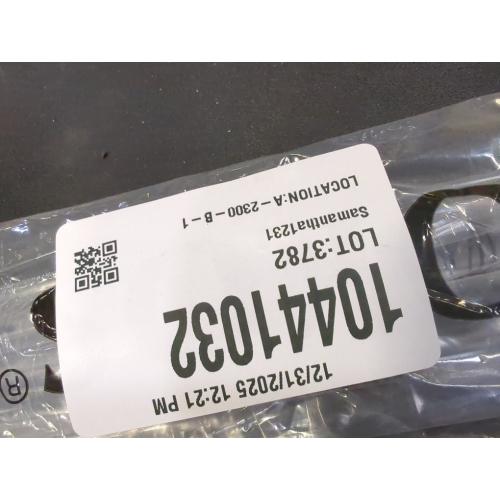 12/31/2025 12:21 PM
10441032
LOT:3782
Samantha1231
LOCATION:A – 2300 – B – 1
®